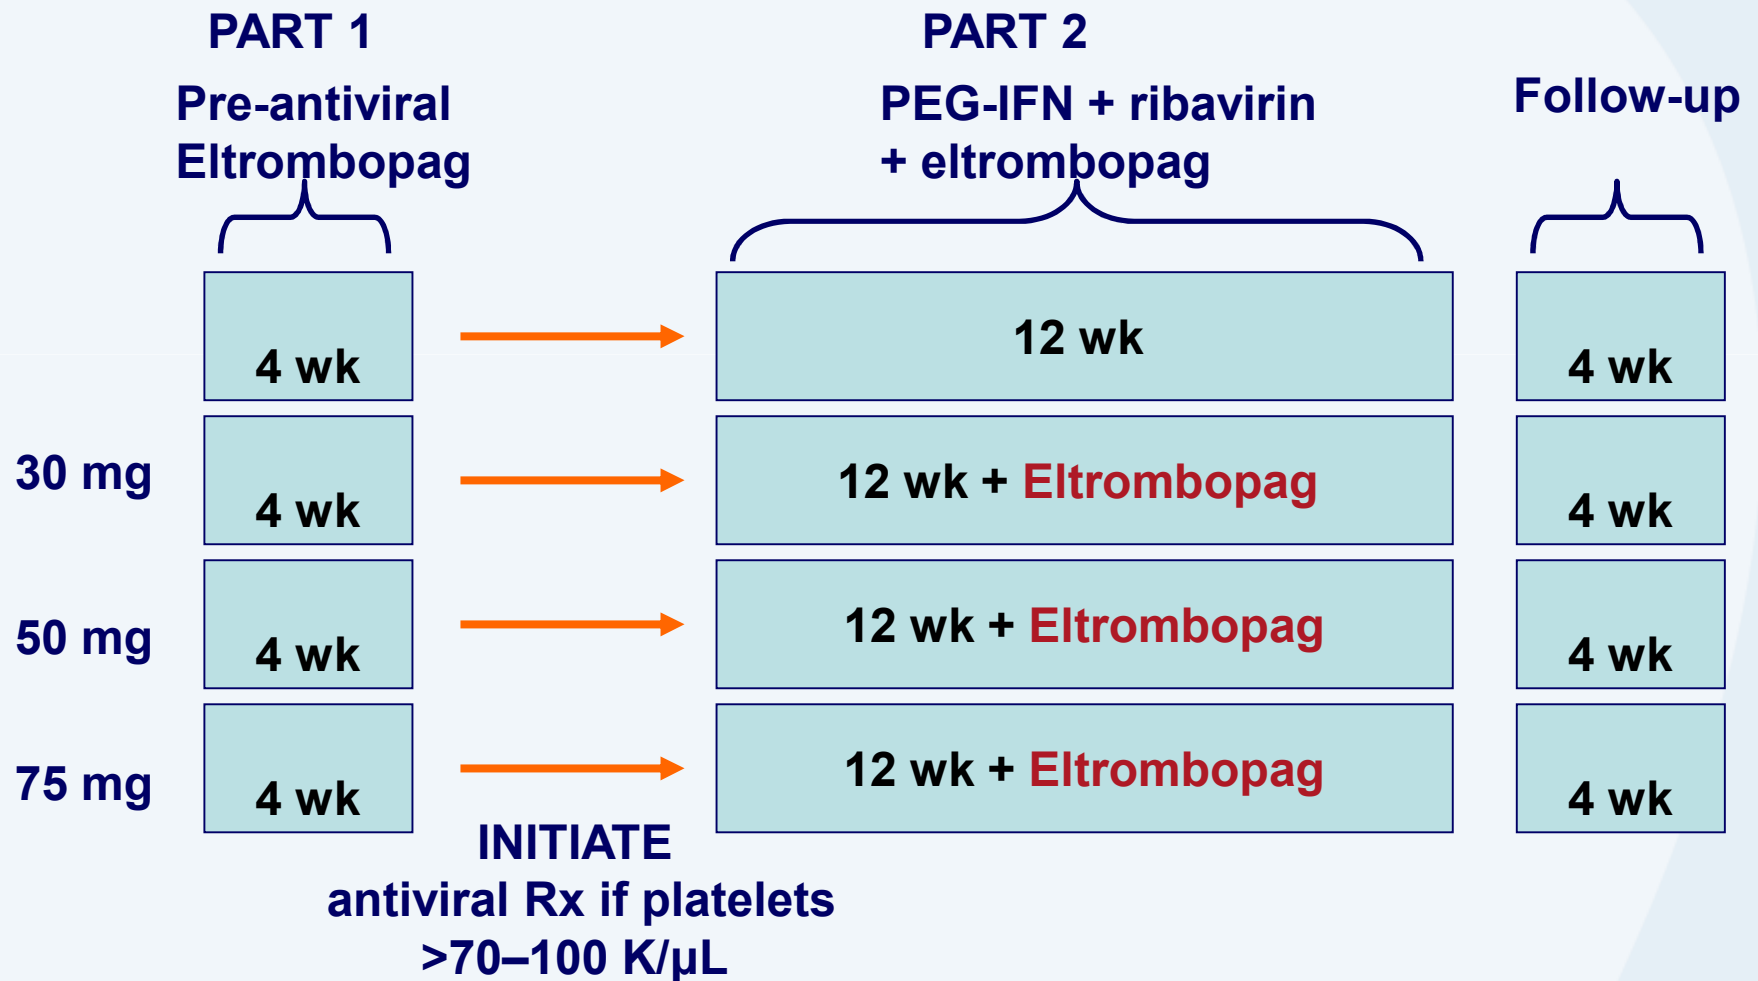 PART 1
Pre-antiviral
Eltrombopag
PART 2
PEG-IFN + ribavirin
+ eltrombopag
Follow-up
4 wk
12 wk
4 wk
30 mg
4 wk
12 wk + Eltrombopag
4 wk
50 mg
4 wk
12 wk + Eltrombopag
4 wk
75 mg
4 wk
12 wk + Eltrombopag
4 wk
INITIATE
antiviral Rx if platelets
>70–100 K/μL